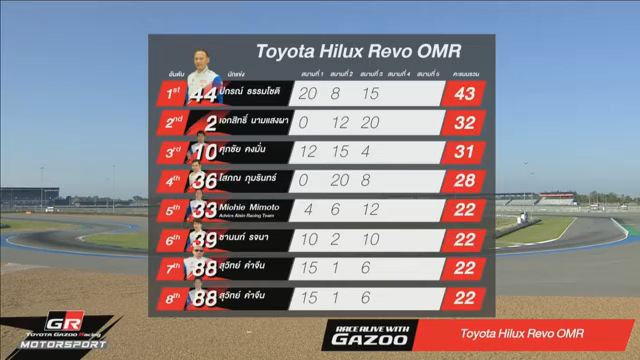 Toyota Hilux Revo OMR
อันดับ นักแข่ง สนามที่ 1 สนามที่ 2 สนามที่ 3 สนามที่ 4 สนามที่ 5 คะแนนรวม
1st 44 ปกรณ์ ธรรมโชติ 20 8 15 43
2nd 2 เอกสิทธิ์ นามแสงผา 0 12 20 32
3rd 10 ศุภชัย คงมั่น 12 15 4 31
4th 36 โสภณ ภุมรินทร์ 0 20 8 28
5th 33 Miohie Mimoto 4 6 12 22
Advics Aisin Racing Team
6th 39 ชานนท์ รจนา 10 2 10 22
7th 88 สุวิทย์ คำจีน 15 1 6 22
8th 88 สุวิทย์ คำจีน 15 1 6 22
GR
TOYOTA GAZOO Racing
MOTORSPORT
RACE ALIVE WITH
GAZOO
Toyota Hilux Revo OMR